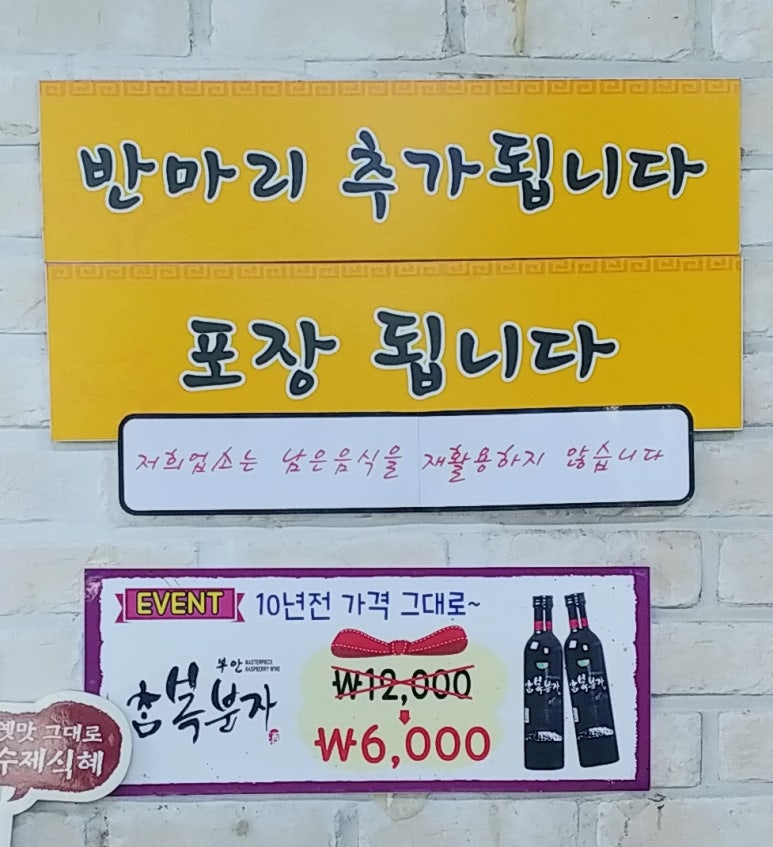 반마리 추가됩니다
포장 됩니다
저희업소는 남은음식을 재활용하지 않습니다
EVENT 10년전 가격 그대로~
부안 MASTERPIECE RASPBERRY WINE
참복분자
₩12,000
₩6,000
옛맛 그대로
수제식혜